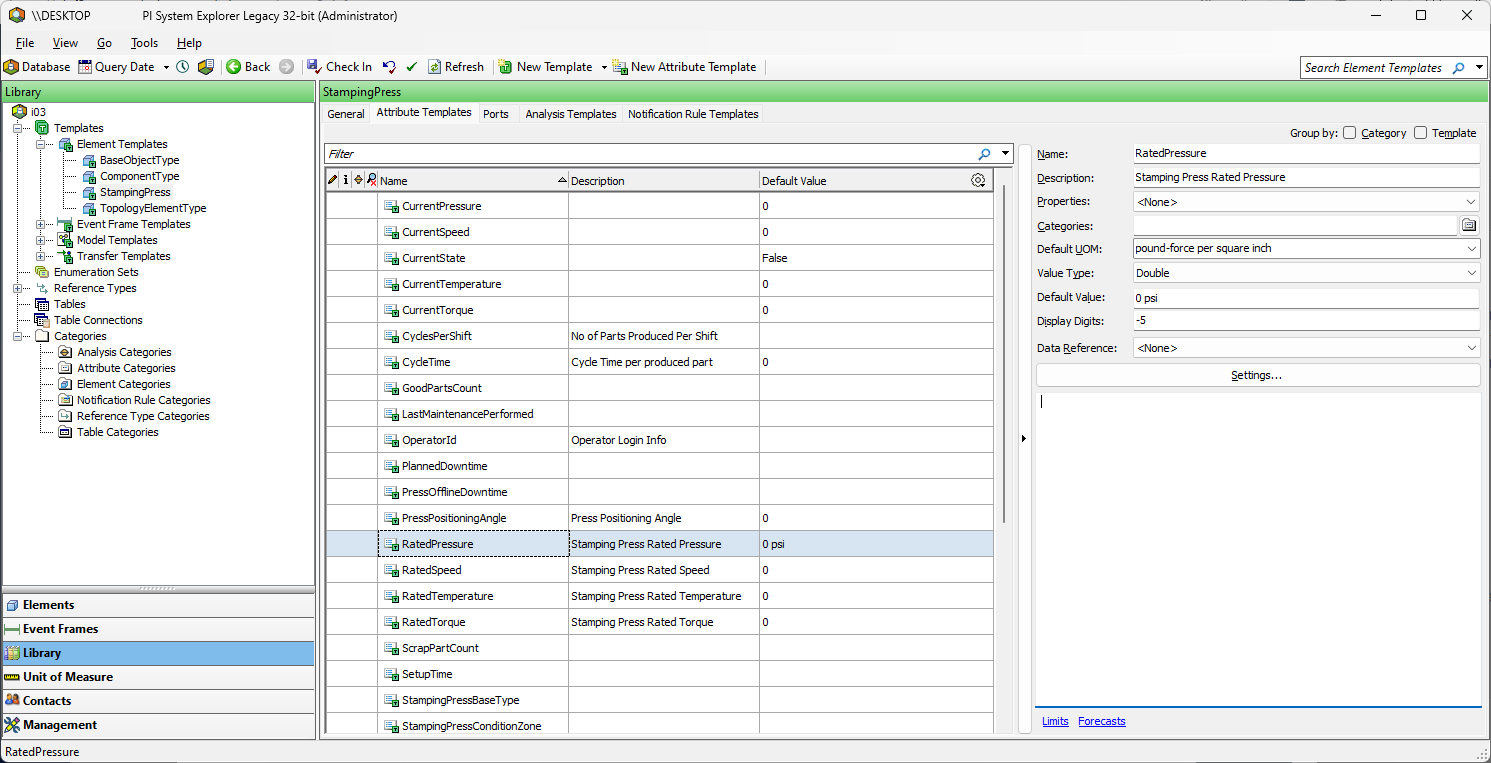 \\DESKTOP PI System Explorer Legacy 32-bit (Administrator)
File View Go Tools Help
Database Query Date Back Check In Refresh New Template New Attribute Template Search Element Templates
Library
i03
Templates
Element Templates
BaseObjectType
ComponentType
StampingPress
TopologyElementType
Event Frame Templates
Model Templates
Transfer Templates
Enumeration Sets
Reference Types
Tables
Table Connections
Categories
Analysis Categories
Attribute Categories
Element Categories
Notification Rule Categories
Reference Type Categories
Table Categories
Elements
Event Frames
Library
Unit of Measure
Contacts
Management
StampingPress
General Attribute Templates Ports Analysis Templates Notification Rule Templates
Group by: Category Template
Filter
Name Description Default Value
CurrentPressure 0
CurrentSpeed 0
CurrentState False
CurrentTemperature 0
CurrentTorque 0
CyclesPerShift No of Parts Produced Per Shift
CycleTime Cycle Time per produced part 0
GoodPartsCount
LastMaintenancePerformed
OperatorId Operator Login Info
PlannedDowntime
PressOfflineDowntime
PressPositioningAngle Press Positioning Angle 0
RatedPressure Stamping Press Rated Pressure 0 psi
RatedSpeed Stamping Press Rated Speed 0
RatedTemperature Stamping Press Rated Temperature 0
RatedTorque Stamping Press Rated Torque 0
ScrapPartCount
SetupTime
StampingPressBaseType
StampingPressConditionZone
Name: RatedPressure
Description: Stamping Press Rated Pressure
Properties: <None>
Categories:
Default UOM: pound-force per square inch
Value Type: Double
Default Value: 0 psi
Display Digits: -5
Data Reference: <None>
Settings...
Limits Forecasts
RatedPressure